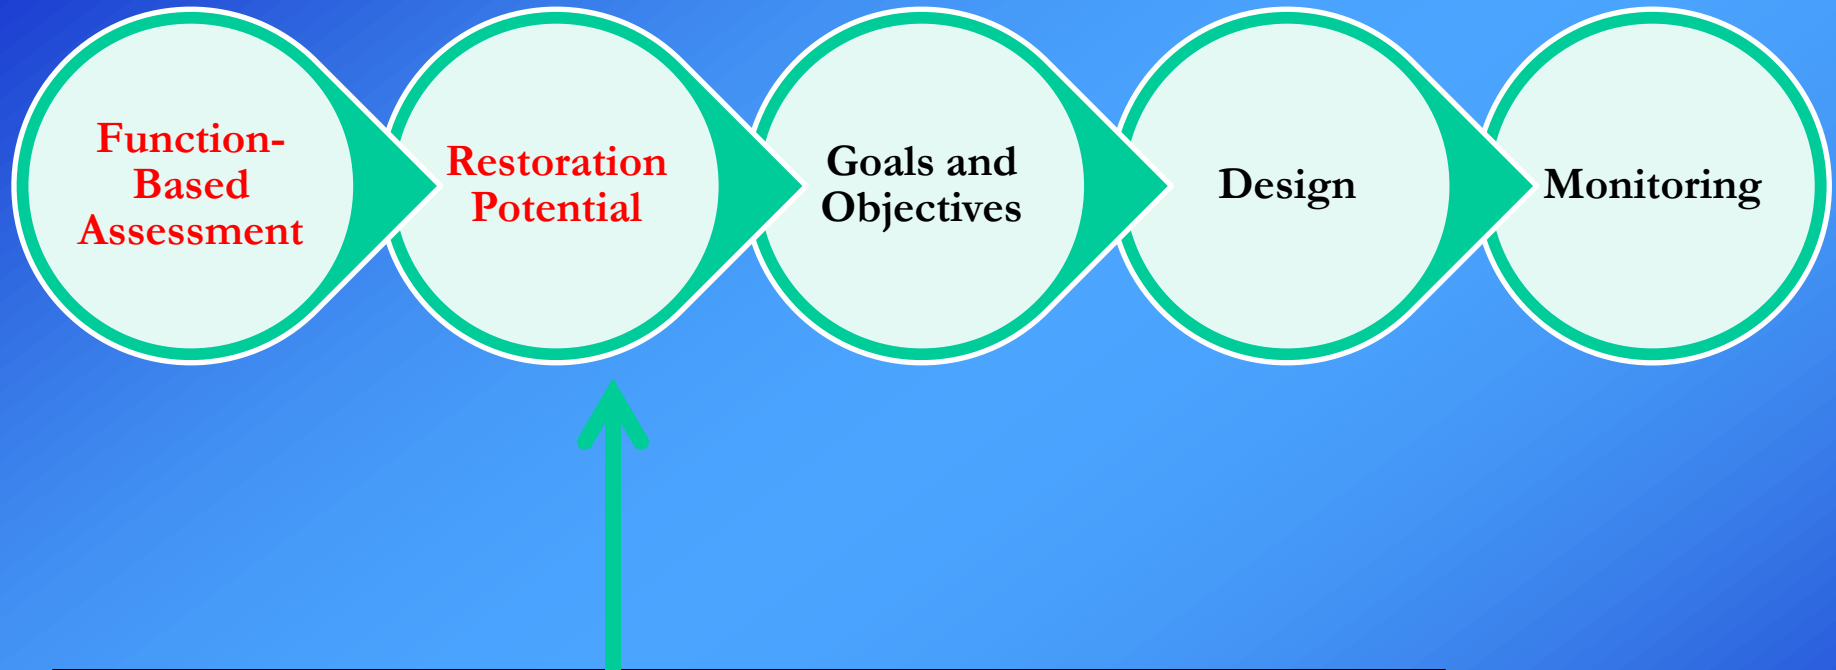 Function-
Based
Assessment
Restoration
Potential
Goals and
Objectives
Design
Monitoring